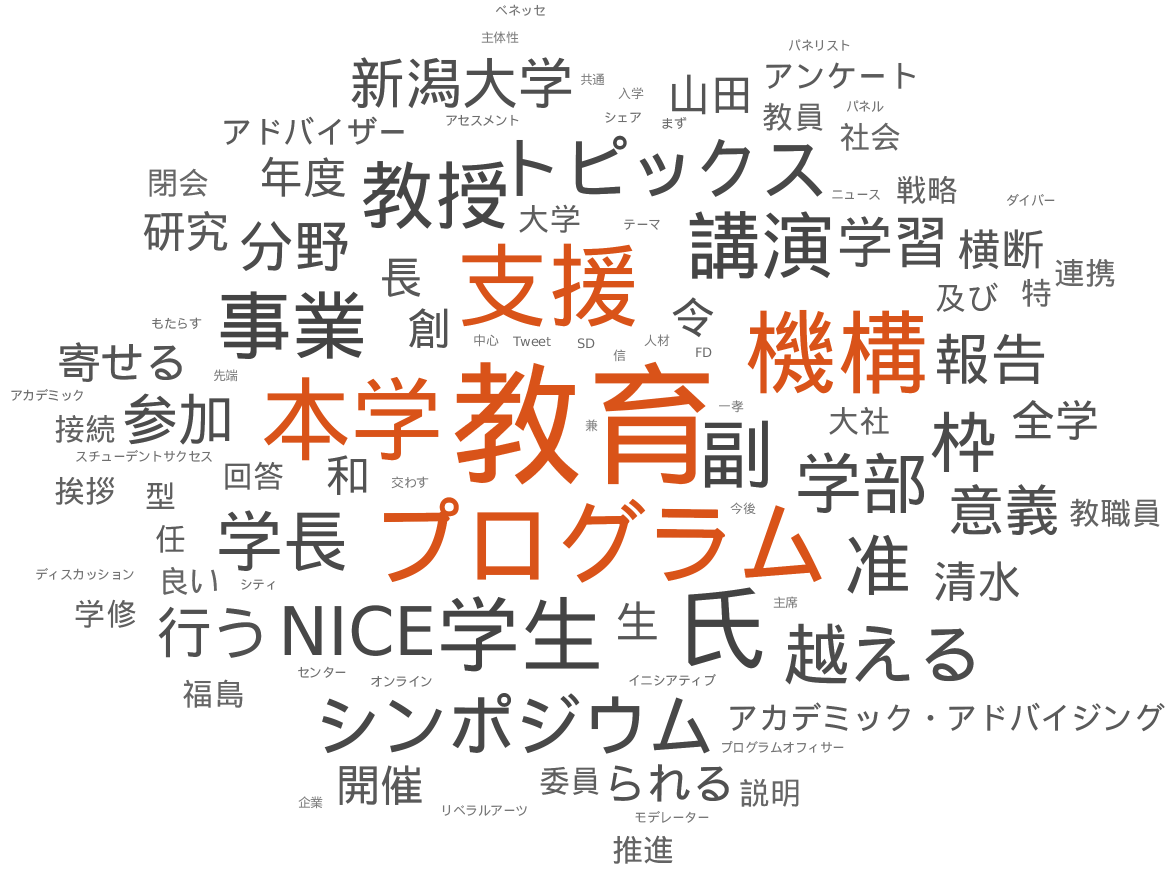 ベネッセ
主体性
パネリスト
新潟大学
共通
山田
アンケート
入学
アセスメント
シェア
まず
教員
パネル
アドバイザー
社会
閉会
年度
教授
トピックス
ニュース
戦略
ダイバー
研究
分野
大学
テーマ
講演
学習
横断
連携
長
支援
及び
特
もたらす
事業
創
令
機構
報告
中心
Tweet
SD
人材
FD
信
寄せる
先端
アカデミック
接続
参加
本学
教育
一孝
兼
副
大社
枠
全学
スチューデントサクセス
挨拶
型
回答
和
交わす
学部
意義
教職員
任
学長
プログラム
今後
准
ディスカッション
良い
シティ
清水
学修
行う
NICE
学生
生
氏
主席
越える
センター
オンライン
イニシアティブ
福島
シンポジウム
アカデミック・アドバイジング
プログラムオフィサー
企業
開催
リベラルアーツ
委員
られる
説明
モデレーター
推進